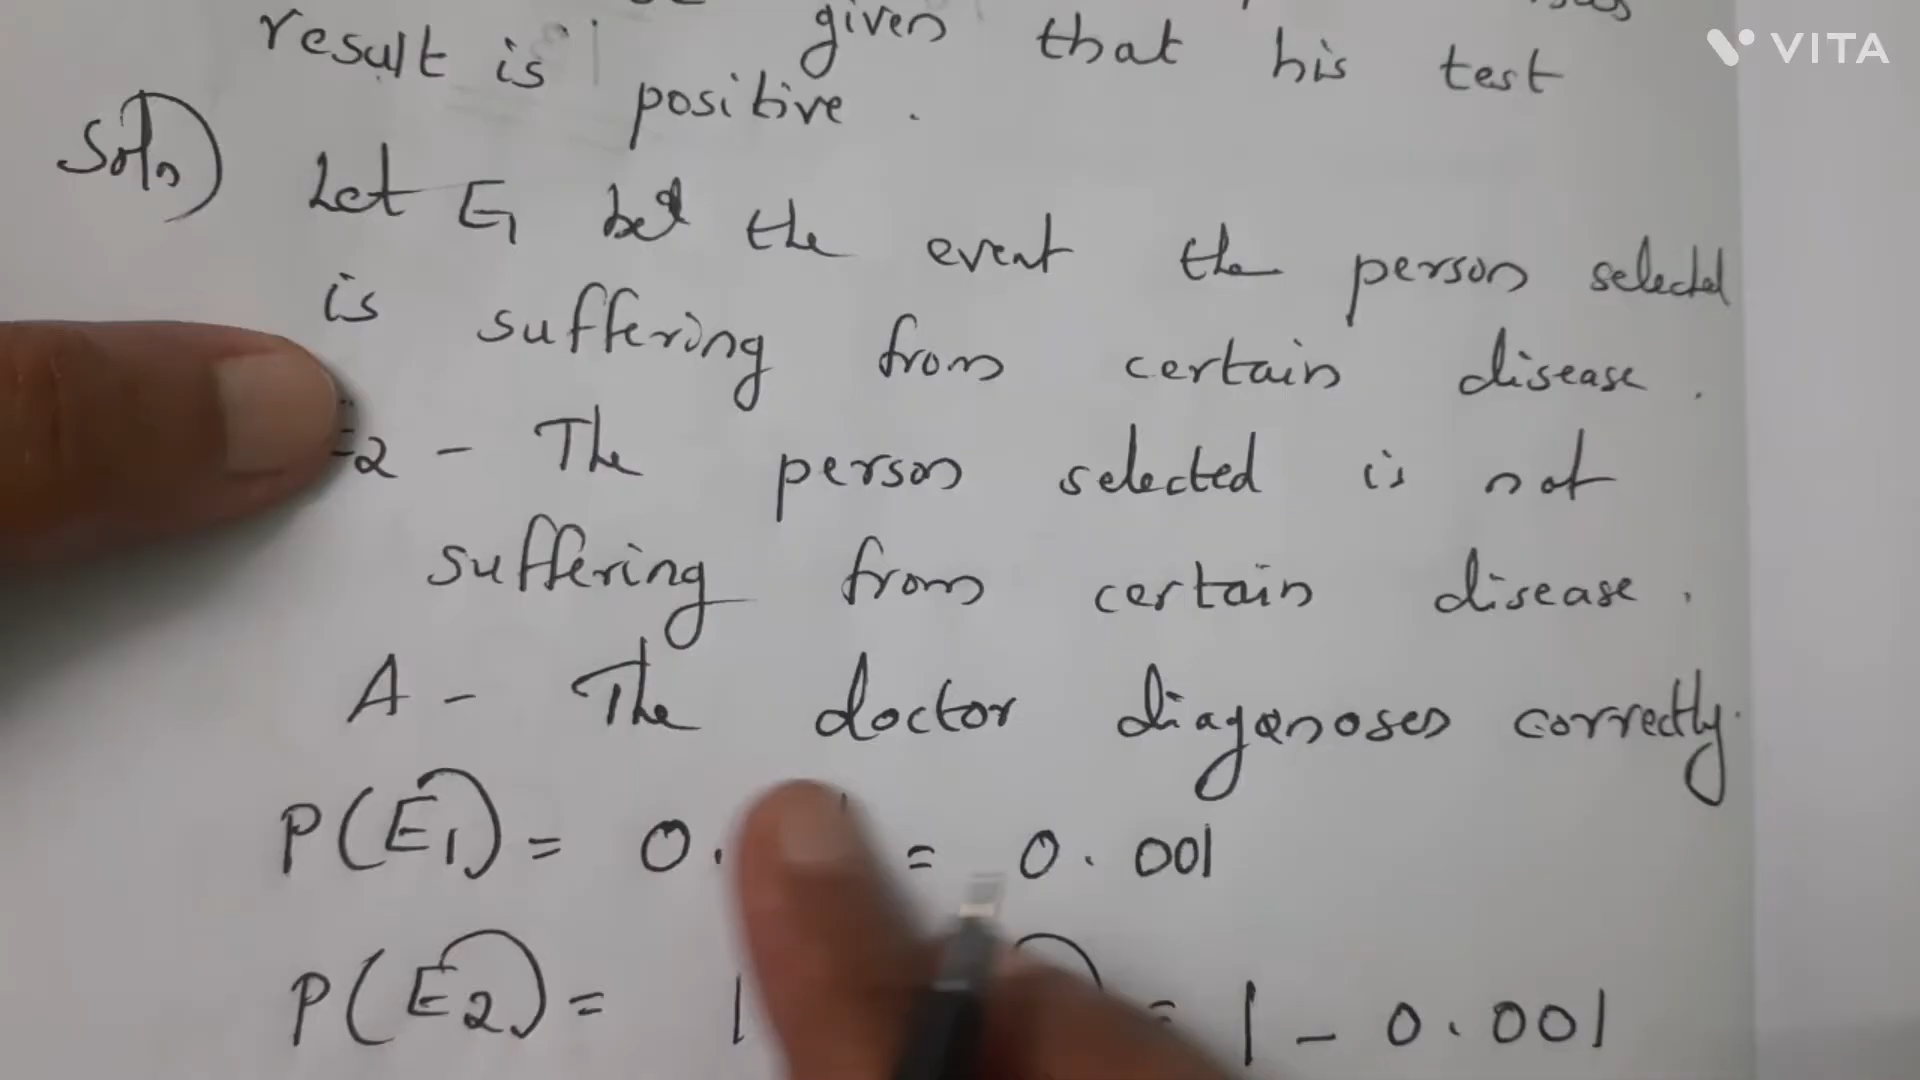 given that his test
result is positive.
VITA
Soln) Let E1 be the event the person selected
is suffering from certain disease.
E2 - The person selected is not
suffering from certain disease.
A - The doctor diagonoses correctly.
P(E1) = 0. = 0.001
P(E2) = 1 = 1 - 0.001